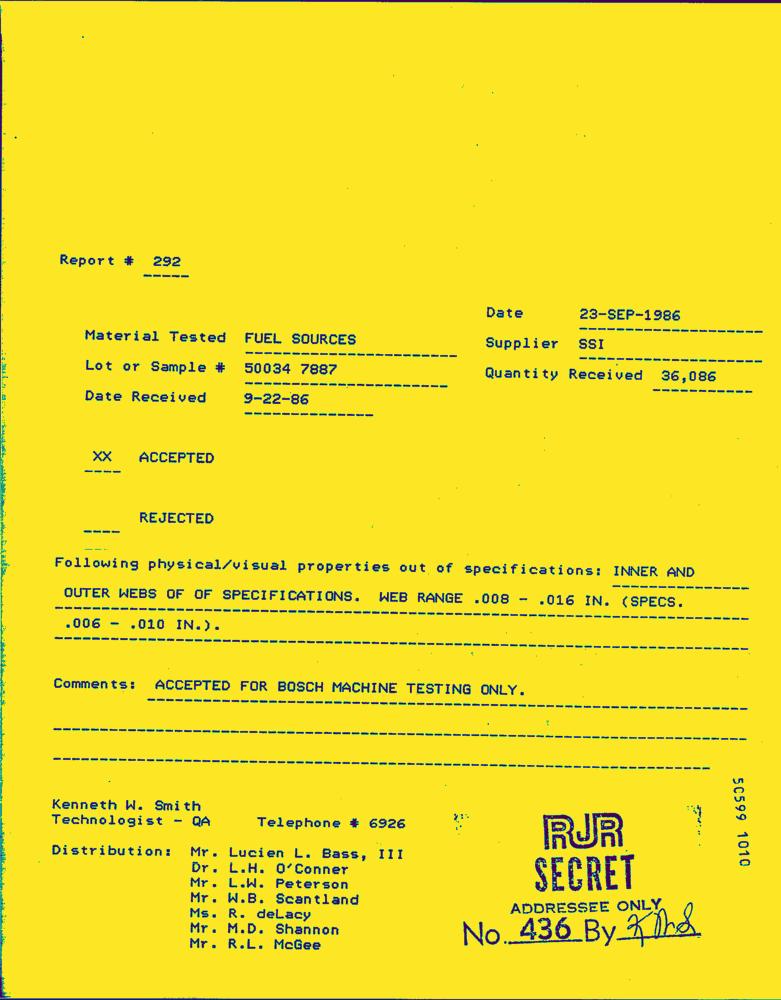 Report # 292
Date 23-SEP-1986
Material Tested FUEL SOURCES
Supplier SSI
Lot or Sample # 50034 7887
Quantity Received 36,086
Date Received 9-22-86
XX ACCEPTED
REJECTED
Following physical/visual properties out of specifications: INNER AND
OUTER WEBS OF OF SPECIFICATIONS. WEB RANGE .008 - .016 IN. (SPECS.
.006 - .010 IN.).
Comments: ACCEPTED FOR BOSCH MACHINE TESTING ONLY.
Kenneth W. Smith
Technologist - QA Telephone # 6926
Distribution: Mr. Lucien L. Bass, III
Dr. L.H. O'Conner
Mr. L.W. Peterson
Mr. W.B. Scantland
Ms. R. deLacy
Mr. M.D. Shannon
Mr. R.L. McGee
RJR
SECRET
ADDRESSEE ONLY
No. 436 By
50599 1010